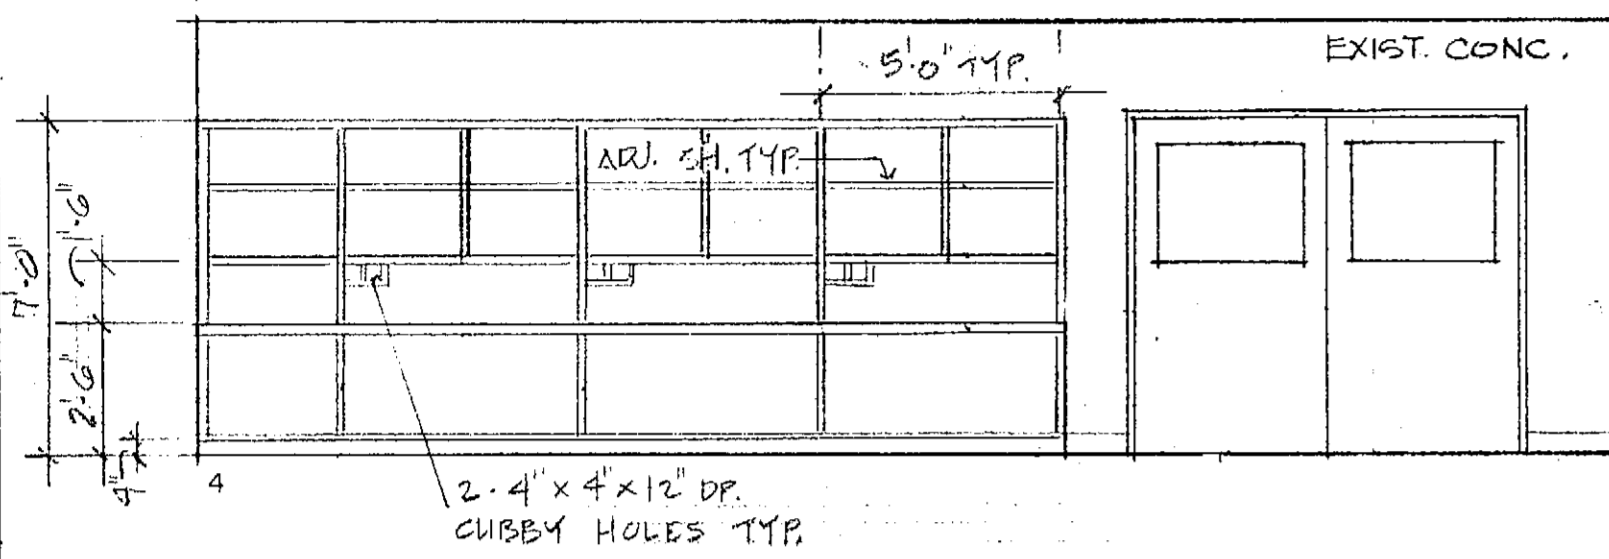 EXIST. CONC.
5'-0" TYP.
ADJ. SH. TYP.
7'-0"
1'-6"
2'-6"
4"
4
2-4" x 4" x 12" DP.
CUBBY HOLES TYP.